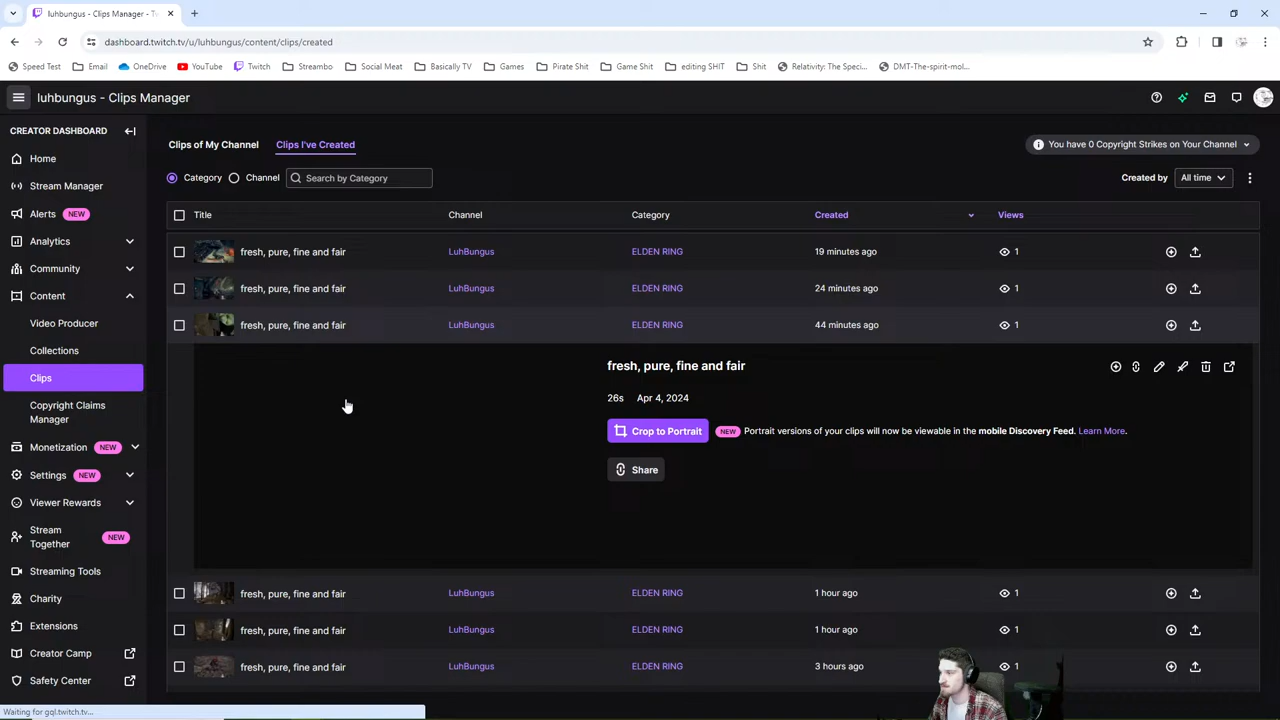 luhbungus - Clips Manager - Tw
dashboard.twitch.tv/u/luhbungus/content/clips/created
Speed Test Email OneDrive YouTube Twitch Streambo Social Meat Basically TV Games Pirate Shit Game Shit editing SHIT Shit Relativity: The Speci... DMT-The-spirit-mol...
luhbungus - Clips Manager
CREATOR DASHBOARD
Home
Stream Manager
Alerts NEW
Analytics
Community
Content
Video Producer
Collections
Clips
Copyright Claims
Manager
Monetization NEW
Settings NEW
Viewer Rewards
Stream
Together NEW
Streaming Tools
Charity
Extensions
Creator Camp
Safety Center
Clips of My Channel Clips I've Created You have 0 Copyright Strikes on Your Channel
Category Channel Search by Category Created by All time
Title Channel Category Created Views
fresh, pure, fine and fair LuhBungus ELDEN RING 19 minutes ago 1
fresh, pure, fine and fair LuhBungus ELDEN RING 24 minutes ago 1
fresh, pure, fine and fair LuhBungus ELDEN RING 44 minutes ago 1
fresh, pure, fine and fair
26s Apr 4, 2024
Crop to Portrait NEW Portrait versions of your clips will now be viewable in the mobile Discovery Feed. Learn More.
Share
fresh, pure, fine and fair LuhBungus ELDEN RING 1 hour ago 1
fresh, pure, fine and fair LuhBungus ELDEN RING 1 hour ago 1
fresh, pure, fine and fair LuhBungus ELDEN RING 3 hours ago 1
Waiting for gql.twitch.tv...